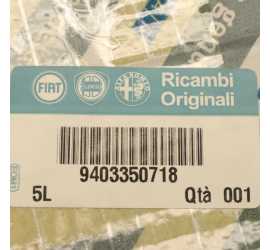 FIAT LANCIA ALFA ROMEO Ricambi
Originali
9403350718
5L Qtà 001